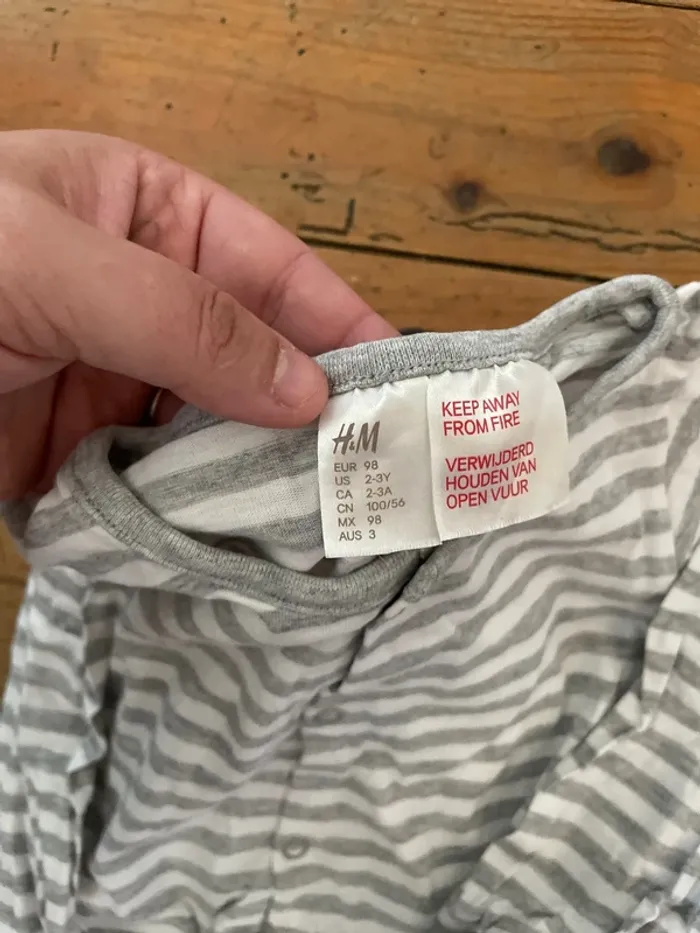 H&M
EUR 98
US 2-3Y
CA 2-3A
CN 100/56
MX 98
AUS 3
KEEP AWAY
FROM FIRE
VERWIJDERD
HOUDEN VAN
OPEN VUUR